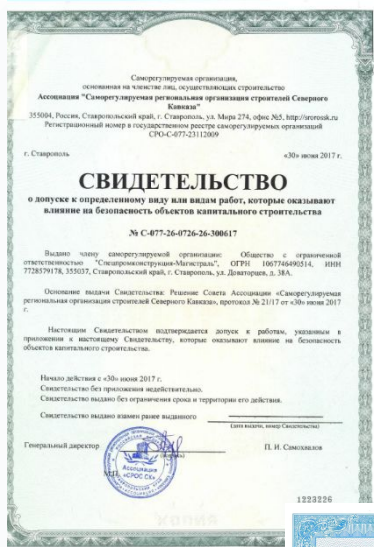 Саморегулируемая организация,
основанная на членстве лиц, осуществляющих строительство
Ассоциация "Саморегулируемая региональная организация строителей Северного
Кавказа"
355004, Россия, Ставропольский край, г. Ставрополь, ул. Мира 274, офис №5, http://srorossk.ru
Регистрационный номер в государственном реестре саморегулируемых организаций
СРО-С-077-23112009
г. Ставрополь «30» июня 2017 г.
СВИДЕТЕЛЬСТВО
о допуске к определенному виду или видам работ, которые оказывают
влияние на безопасность объектов капитального строительства
№ С-077-26-0726-26-300617
Выдано члену саморегулируемой организации: Общество с ограниченной
ответственностью "Спецпромконструкция-Магистраль", ОГРН 1067746490514, ИНН
7728579178, 355037, Ставропольский край, г. Ставрополь, ул. Доваторцев, д. 38А.
Основание выдачи Свидетельства: Решение Совета Ассоциации «Саморегулируемая
региональная организация строителей Северного Кавказа», протокол № 21/17 от «30» июня 2017
г.
Настоящим Свидетельством подтверждается допуск к работам, указанным в
приложении к настоящему Свидетельству, которые оказывают влияние на безопасность
объектов капитального строительства.
Начало действия с «30» июня 2017 г.
Свидетельство без приложения недействительно.
Свидетельство выдано без ограничения срока и территории его действия.
Свидетельство выдано взамен ранее выданного
(дата выдачи, номер Свидетельства)
Генеральный директор П. И. Самохвалов
(подпись)
М.П.
Ассоциация
«СРОС СК»
1223226